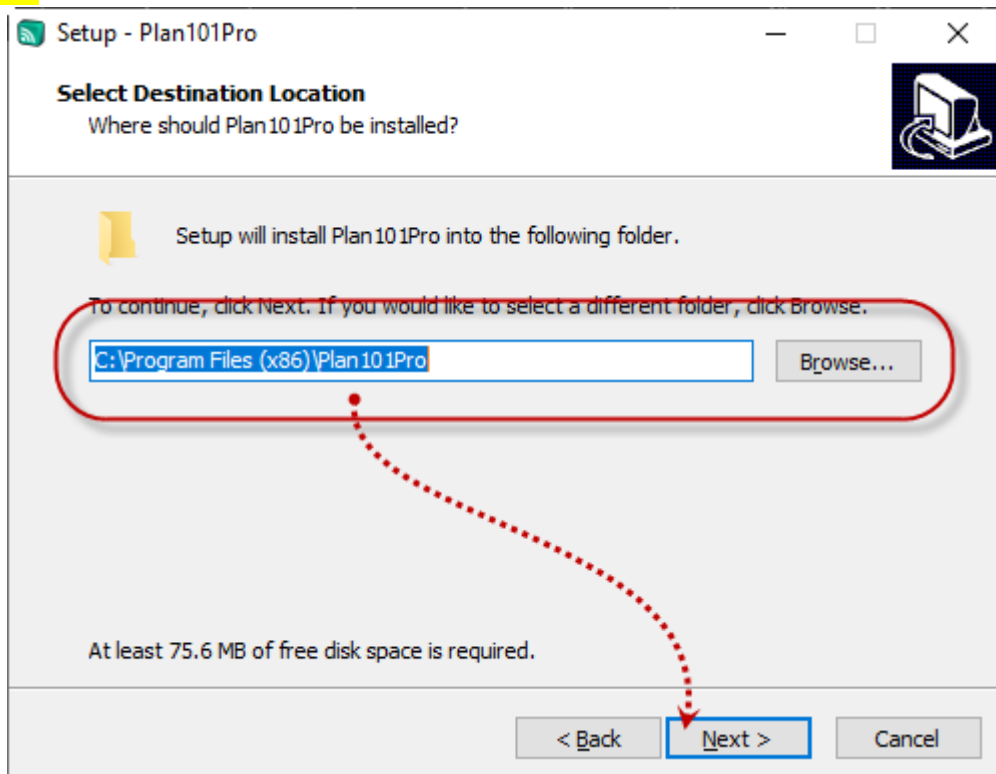 Setup - Plan101Pro
Select Destination Location
Where should Plan101Pro be installed?
Setup will install Plan101Pro into the following folder.
To continue, click Next. If you would like to select a different folder, click Browse.
C:\Program Files (x86)\Plan101Pro
Browse...
At least 75.6 MB of free disk space is required.
< Back Next > Cancel